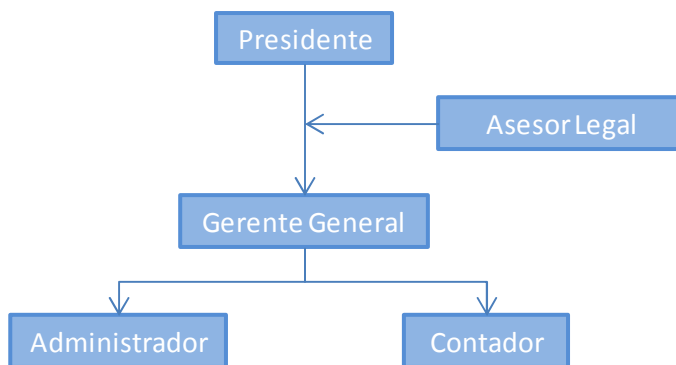 Presidente
Asesor Legal
Gerente General
Administrador
Contador